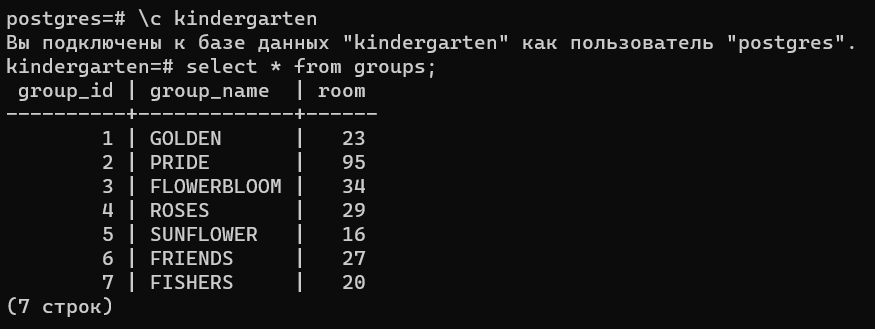 postgres=# \c kindergarten
Вы подключены к базе данных "kindergarten" как пользователь "postgres".
kindergarten=# select * from groups;
 group_id | group_name  | room
----------+-------------+------
        1 | GOLDEN      |   23
        2 | PRIDE       |   95
        3 | FLOWERBLOOM |   34
        4 | ROSES       |   29
        5 | SUNFLOWER   |   16
        6 | FRIENDS     |   27
        7 | FISHERS     |   20
(7 строк)